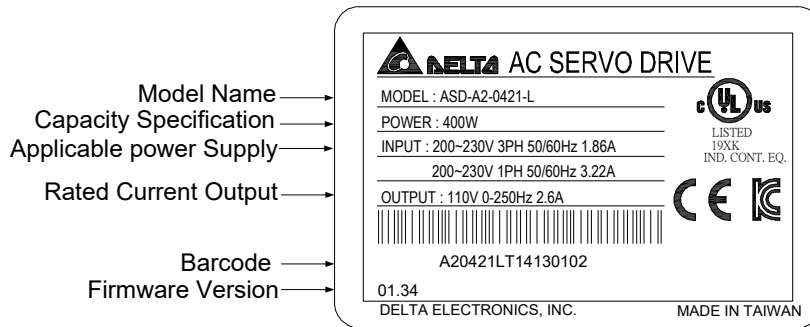 DELTA AC SERVO DRIVE
Model Name
MODEL : ASD-A2-0421-L
Capacity Specification
POWER : 400W
Applicable power Supply
INPUT : 200~230V 3PH 50/60Hz 1.86A
200~230V 1PH 50/60Hz 3.22A
Rated Current Output
OUTPUT : 110V 0-250Hz 2.6A
C UL US
LISTED
19XK
IND. CONT. EQ.
CE
Barcode
A20421LT14130102
Firmware Version
01.34
DELTA ELECTRONICS, INC.
MADE IN TAIWAN